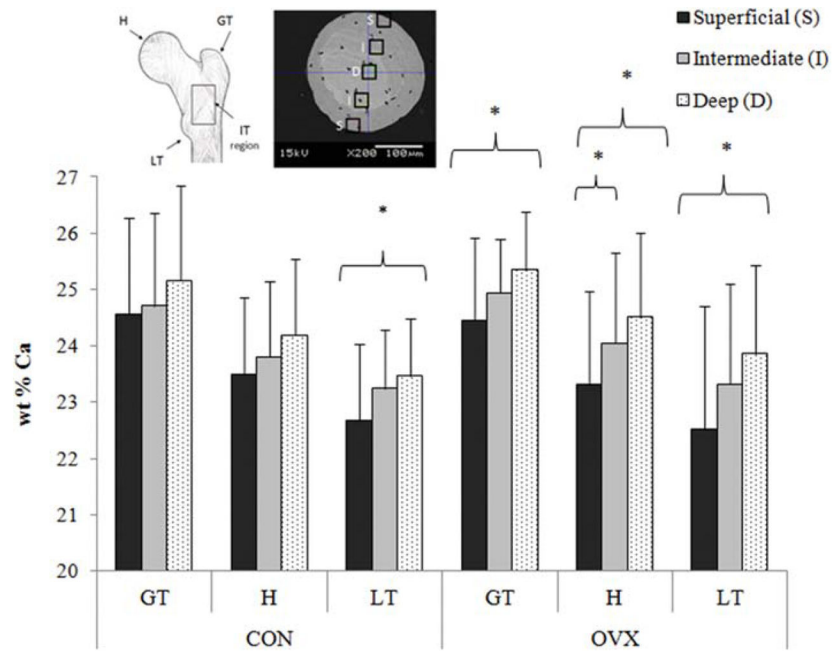 H
GT
IT
region
LT
S
I
D
I
S
15kV
X200
100µm
Superficial (S)
Intermediate (I)
Deep (D)
*
*
*
*
*
wt % Ca
27
26
25
24
23
22
21
20
GT H LT GT H LT
CON OVX